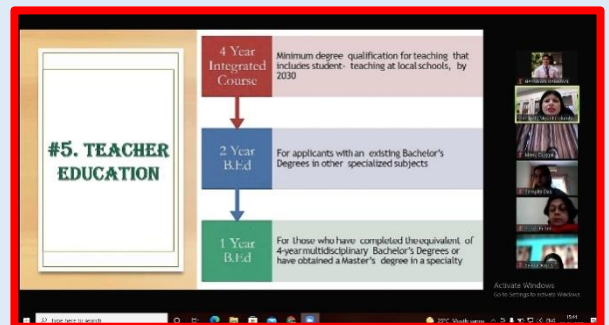 #5. TEACHER
EDUCATION
4 Year
Integrated
Course
Minimum degree qualification for teaching that
includes student- teaching at local schools, by
2030
2 Year
B.Ed
For applicants with an existing Bachelor's
Degrees in other specialized subjects
1 Year
B.Ed
For those who have completed the equivalent of
4-year multidisciplinary Bachelor's Degrees or
have obtained a Master's degree in a specialty
Activate Windows
Go to Settings to activate Windows.
Type here to search